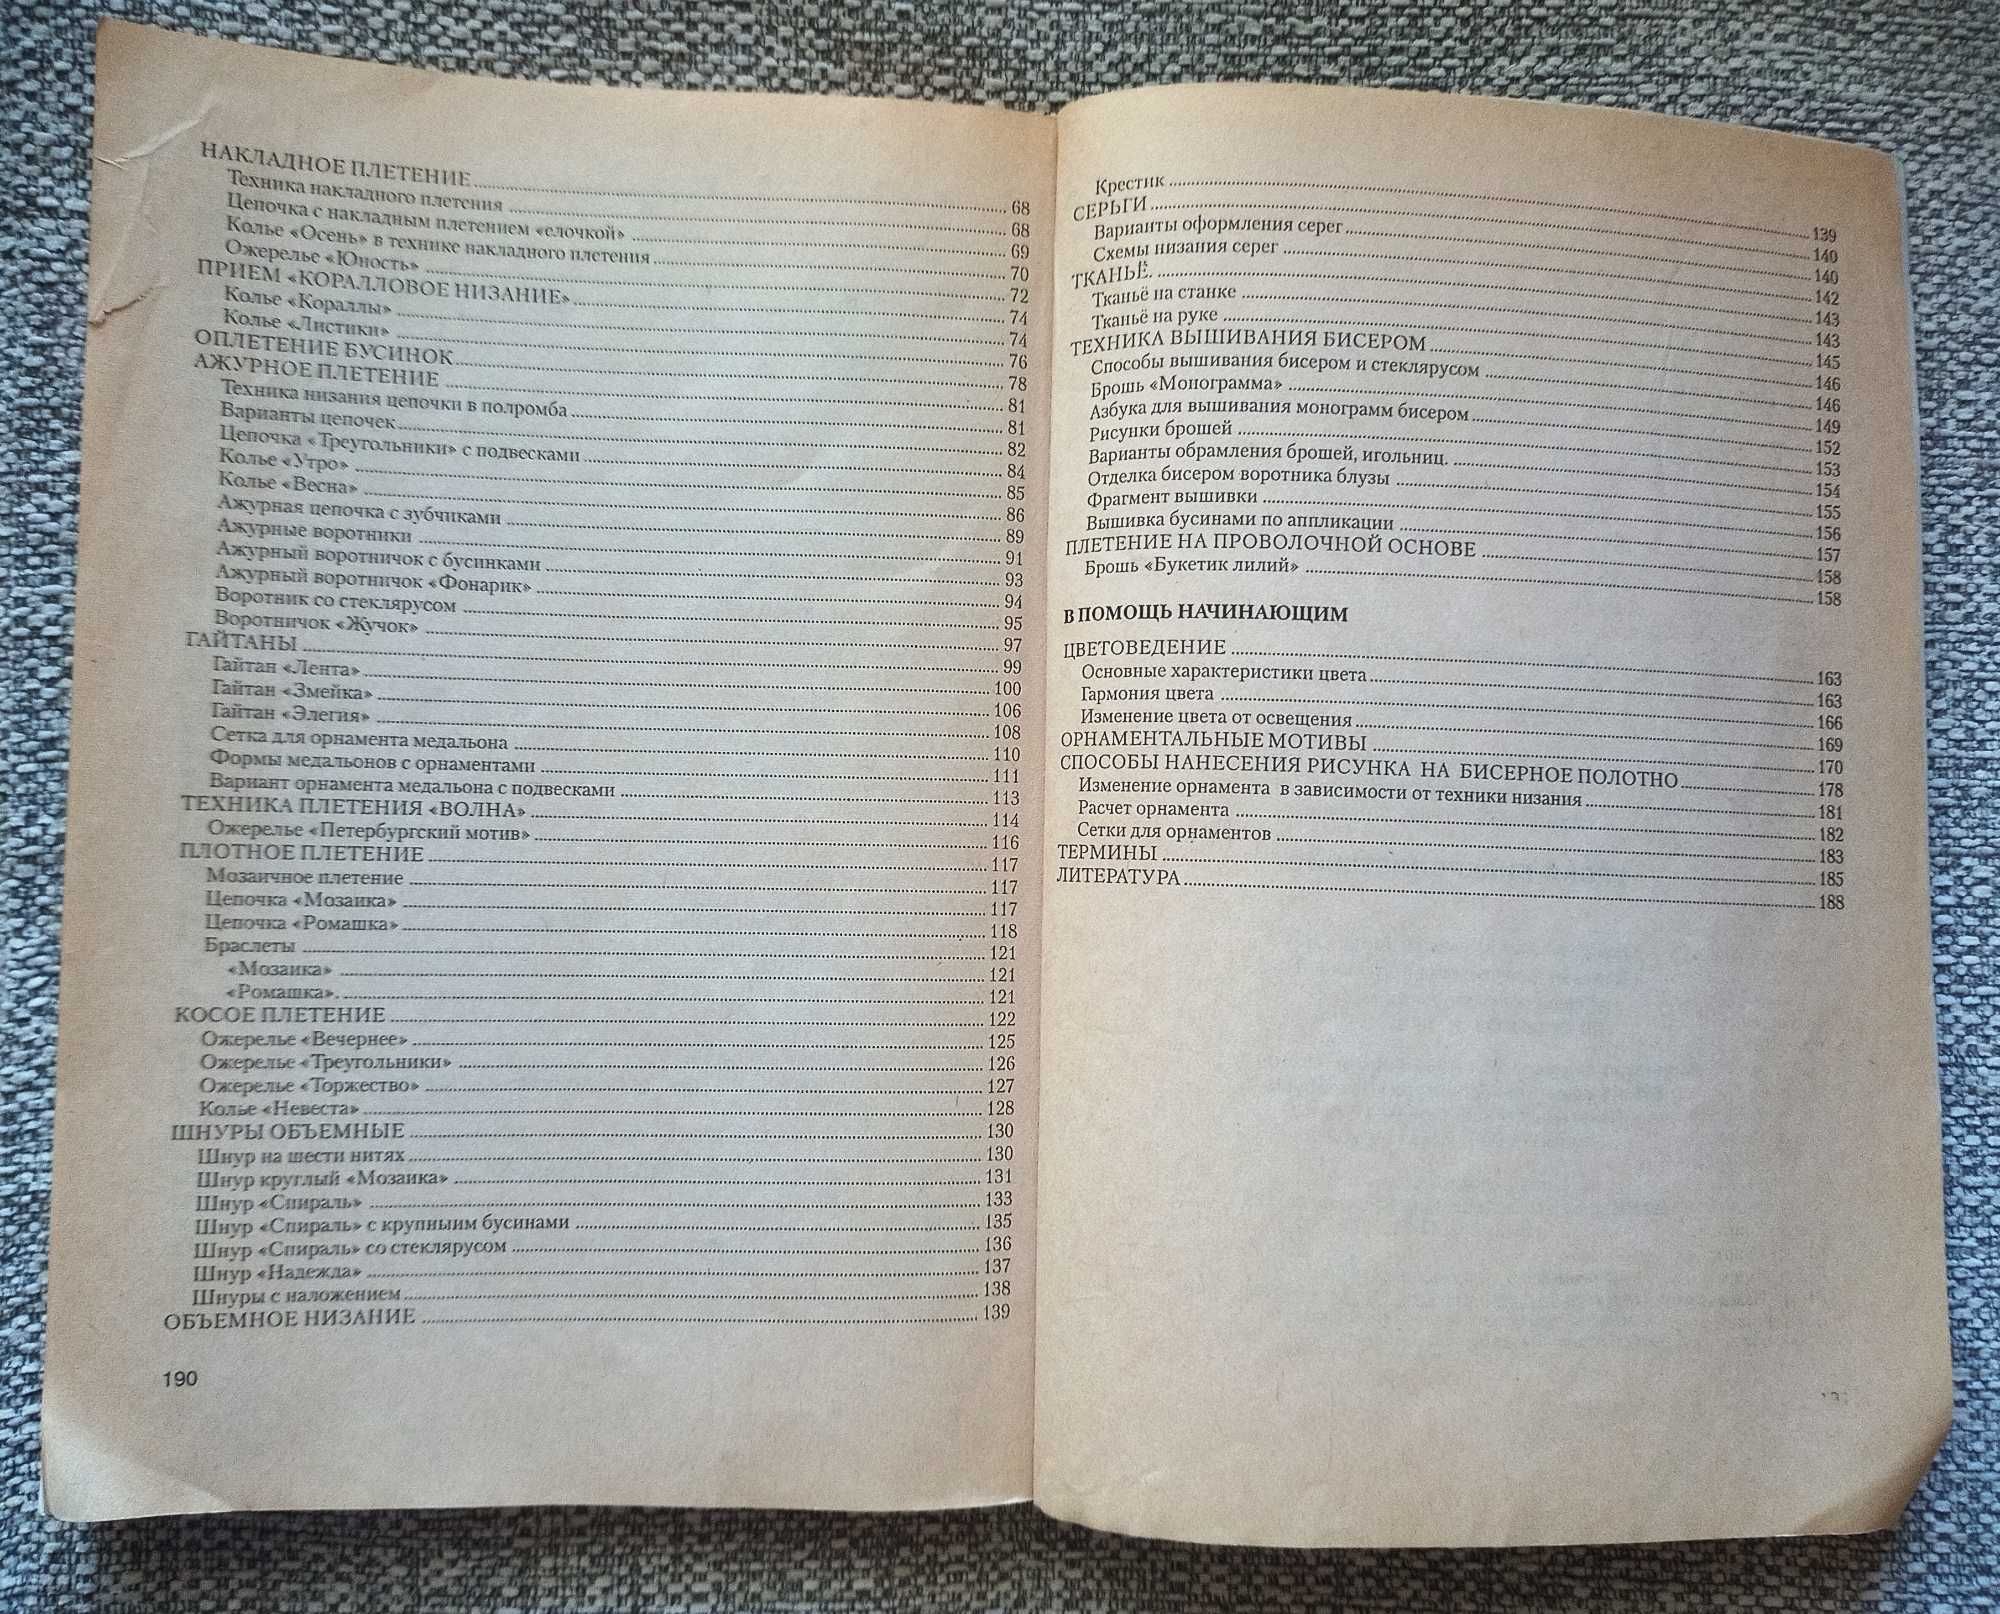 НАКЛАДНОЕ ПЛЕТЕНИЕ ... 68
Техника накладного плетения ... 68
Цепочка с накладным плетением «елочкой» ... 69
Колье «Осень» в технике накладного плетения ... 70
Ожерелье «Юность» ... 72
ПРИЕМ «КОРАЛЛОВОЕ НИЗАНИЕ» ... 74
Колье «Кораллы» ... 74
Колье «Листики» ... 76
ОПЛЕТЕНИЕ БУСИНОК ... 78
АЖУРНОЕ ПЛЕТЕНИЕ ... 81
Техника низания цепочки в полромба ... 81
Варианты цепочек ... 82
Цепочка «Треугольники» с подвесками ... 84
Колье «Утро» ... 85
Колье «Весна» ... 86
Ажурная цепочка с зубчиками ... 89
Ажурные воротники ... 91
Ажурный воротничок с бусинками ... 93
Ажурный воротничок «Фонарик» ... 94
Воротник со стеклярусом ... 95
Воротничок «Жучок» ... 97
ГАЙТАНЫ ... 99
Гайтан «Лента» ... 100
Гайтан «Змейка» ... 106
Гайтан «Элегия» ... 108
Сетка для орнамента медальона ... 110
Формы медальонов с орнаментами ... 111
Вариант орнамента медальона с подвесками ... 113
ТЕХНИКА ПЛЕТЕНИЯ «ВОЛНА» ... 114
Ожерелье «Петербургский мотив» ... 116
ПЛОТНОЕ ПЛЕТЕНИЕ ... 117
Мозаичное плетение ... 117
Цепочка «Мозаика» ... 117
Цепочка «Ромашка» ... 118
Браслеты ... 121
«Мозаика» ... 121
«Ромашка». ... 121
КОСОЕ ПЛЕТЕНИЕ ... 122
Ожерелье «Вечернее» ... 125
Ожерелье «Треугольники» ... 126
Ожерелье «Торжество» ... 127
Колье «Невеста» ... 128
ШНУРЫ ОБЪЕМНЫЕ ... 130
Шнур на шести нитях ... 130
Шнур круглый «Мозаика» ... 131
Шнур «Спираль» ... 133
Шнур «Спираль» с крупныим бусинами ... 135
Шнур «Спираль» со стеклярусом ... 136
Шнур «Надежда» ... 137
Шнуры с наложением ... 138
ОБЪЕМНОЕ НИЗАНИЕ ... 139
190
Крестик ... 139
СЕРЬГИ ... 140
Варианты оформления серег ... 140
Схемы низания серег ... 142
ТКАНЬЁ. ... 143
Тканьё на станке ... 143
Тканьё на руке ... 145
ТЕХНИКА ВЫШИВАНИЯ БИСЕРОМ ... 146
Способы вышивания бисером и стеклярусом ... 146
Брошь «Монограмма» ... 149
Азбука для вышивания монограмм бисером ... 152
Рисунки брошей ... 153
Варианты обрамления брошей, игольниц. ... 154
Отделка бисером воротника блузы ... 155
Фрагмент вышивки ... 156
Вышивка бусинами по аппликации ... 157
ПЛЕТЕНИЕ НА ПРОВОЛОЧНОЙ ОСНОВЕ ... 158
Брошь «Букетик лилий» ... 158
В ПОМОЩЬ НАЧИНАЮЩИМ
ЦВЕТОВЕДЕНИЕ ... 163
Основные характеристики цвета ... 163
Гармония цвета ... 166
Изменение цвета от освещения ... 169
ОРНАМЕНТАЛЬНЫЕ МОТИВЫ ... 170
СПОСОБЫ НАНЕСЕНИЯ РИСУНКА НА БИСЕРНОЕ ПОЛОТНО ... 178
Изменение орнамента в зависимости от техники низания ... 181
Расчет орнамента ... 182
Сетки для орнаментов ... 183
ТЕРМИНЫ ... 185
ЛИТЕРАТУРА ... 188